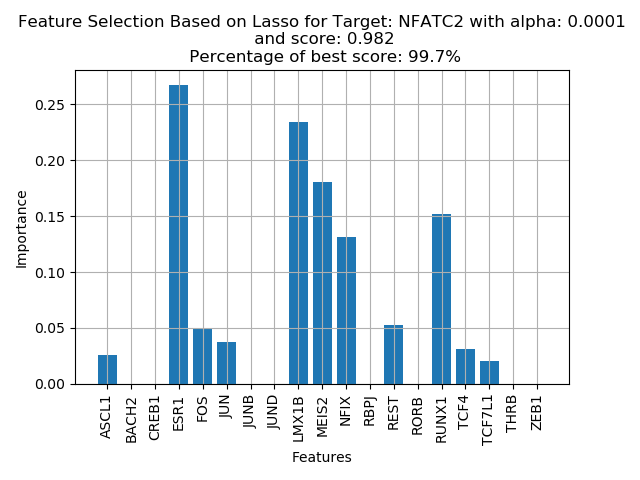 Feature Selection Based on Lasso for Target: NFATC2 with alpha: 0.0001
and score: 0.982
Percentage of best score: 99.7%
Importance
0.25
0.20
0.15
0.10
0.05
0.00
ASCL1
BACH2
CREB1
ESR1
FOS
JUN
JUNB
JUND
LMX1B
MEIS2
NFIX
RBPJ
REST
RORB
RUNX1
TCF4
TCF7L1
THRB
ZEB1
Features